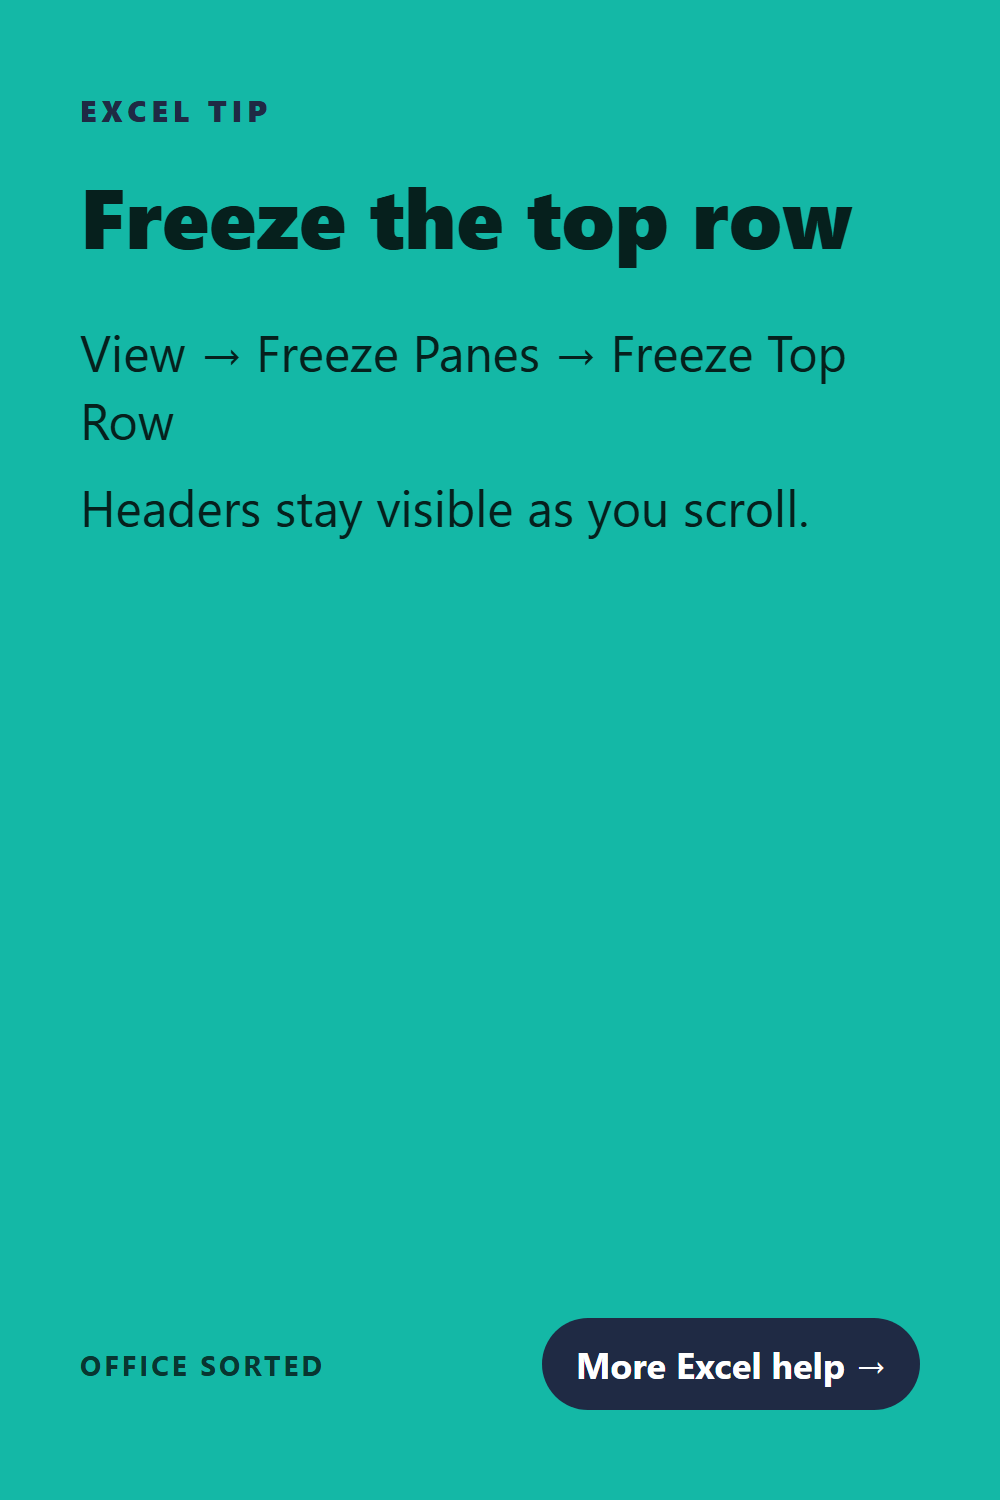 EXCEL TIP
Freeze the top row
View → Freeze Panes → Freeze Top
Row
Headers stay visible as you scroll.
OFFICE SORTED
More Excel help →